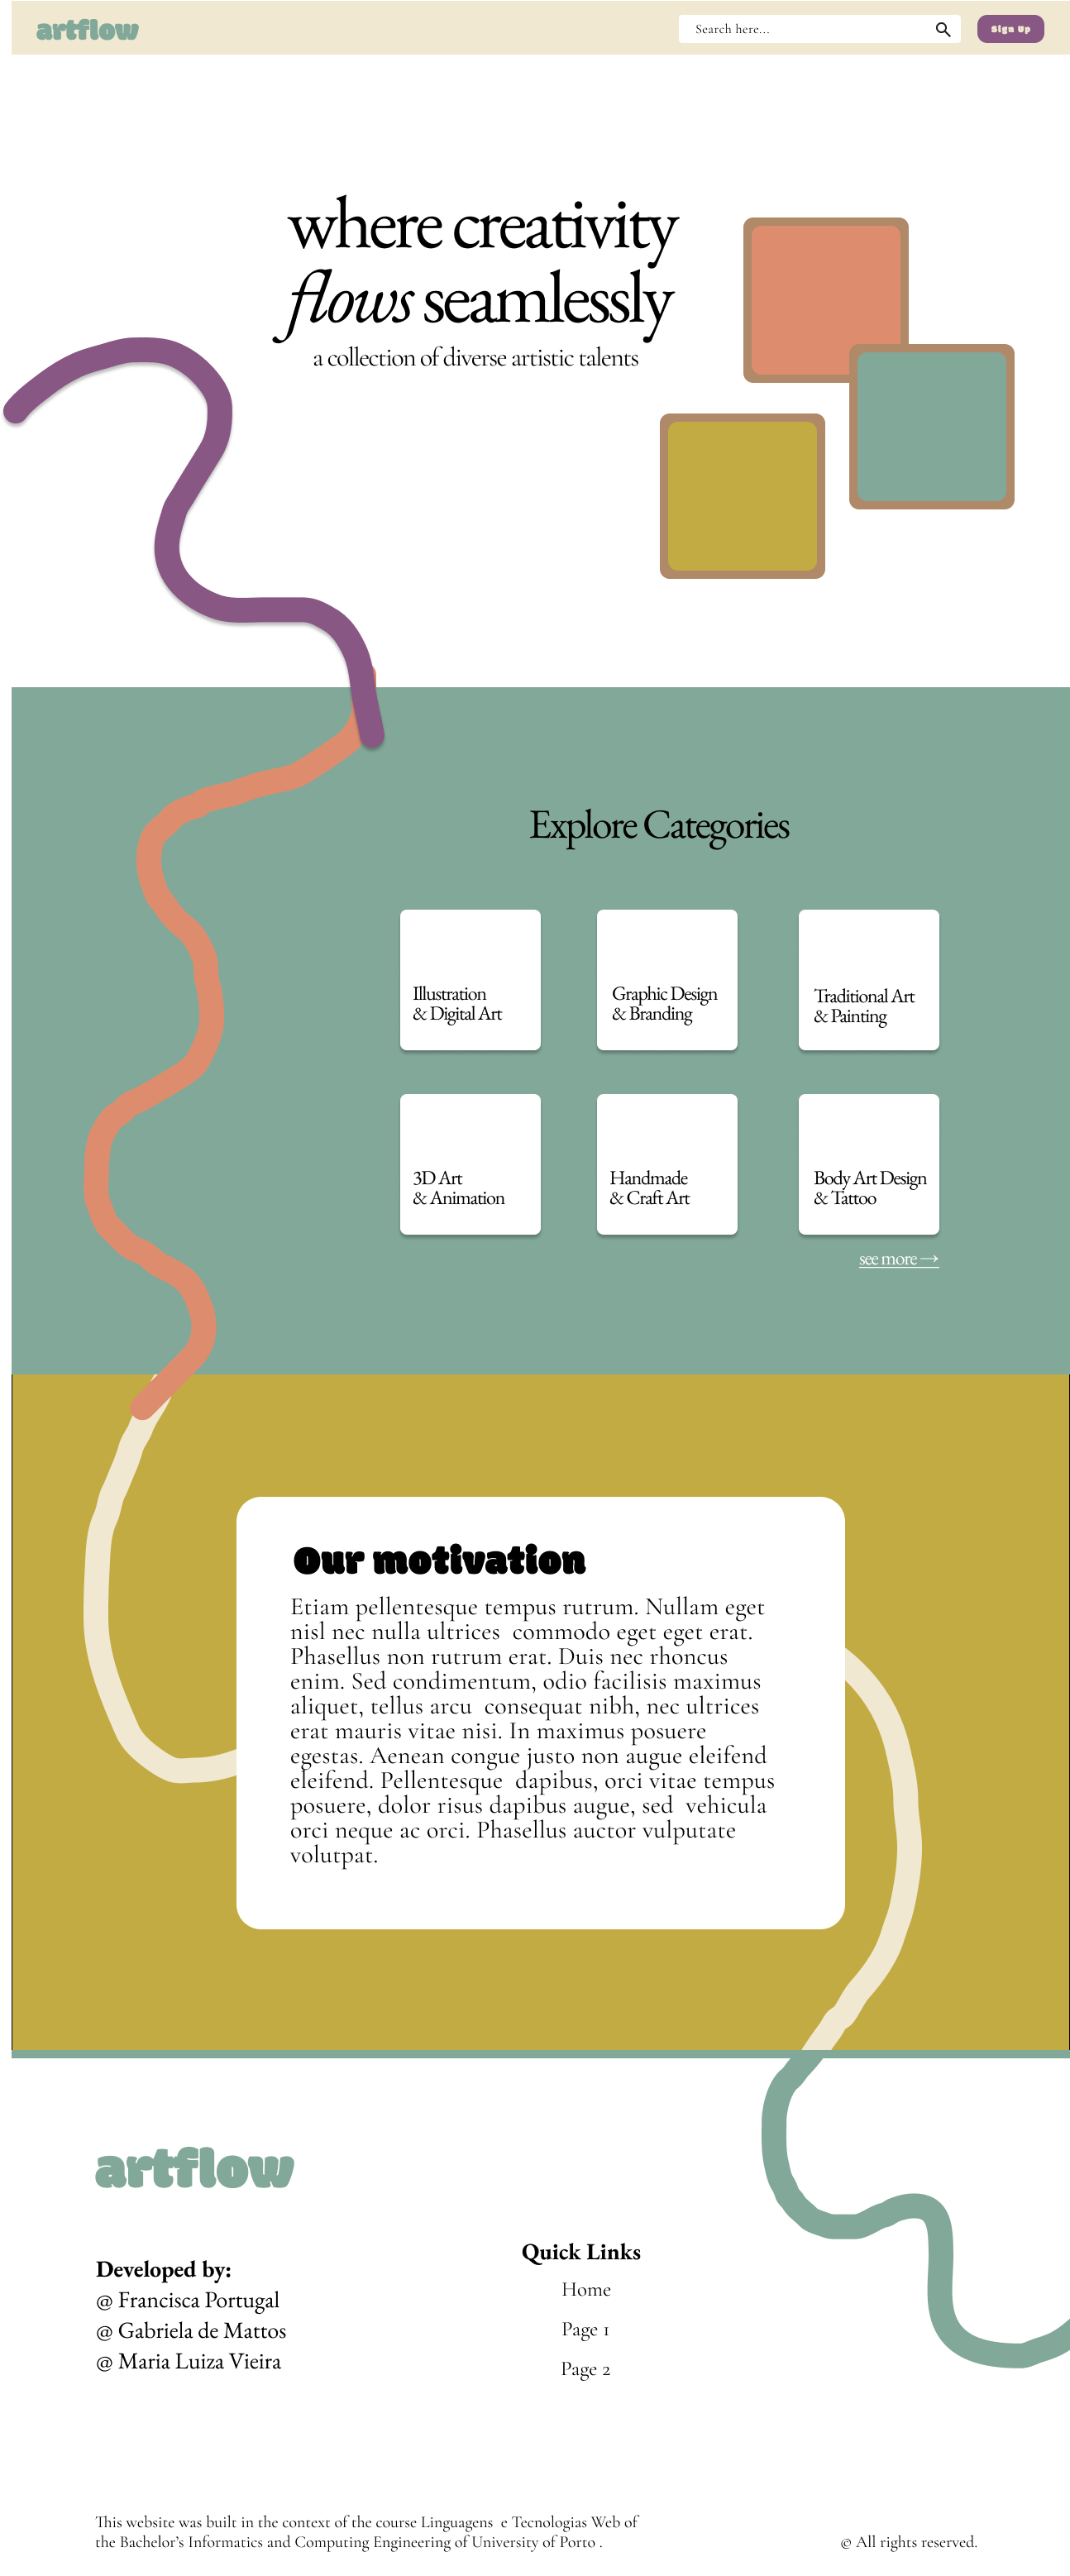 artflow
Search here...
Sign Up
where creativity
flows seamlessly
a collection of diverse artistic talents
Explore Categories
Illustration
& Digital Art
Graphic Design
& Branding
Traditional Art
& Painting
3D Art
& Animation
Handmade
& Craft Art
Body Art Design
& Tattoo
see more →
Our motivation
Etiam pellentesque tempus rutrum. Nullam eget
nisl nec nulla ultrices commodo eget eget erat.
Phasellus non rutrum erat. Duis nec rhoncus
enim. Sed condimentum, odio facilisis maximus
aliquet, tellus arcu consequat nibh, nec ultrices
erat mauris vitae nisi. In maximus posuere
egestas. Aenean congue justo non augue eleifend
eleifend. Pellentesque dapibus, orci vitae tempus
posuere, dolor risus dapibus augue, sed vehicula
orci neque ac orci. Phasellus auctor vulputate
volutpat.
artflow
Developed by:
@ Francisca Portugal
@ Gabriela de Mattos
@ Maria Luiza Vieira
Quick Links
Home
Page 1
Page 2
This website was built in the context of the course Linguagens e Tecnologias Web of
the Bachelor's Informatics and Computing Engineering of University of Porto .
© All rights reserved.